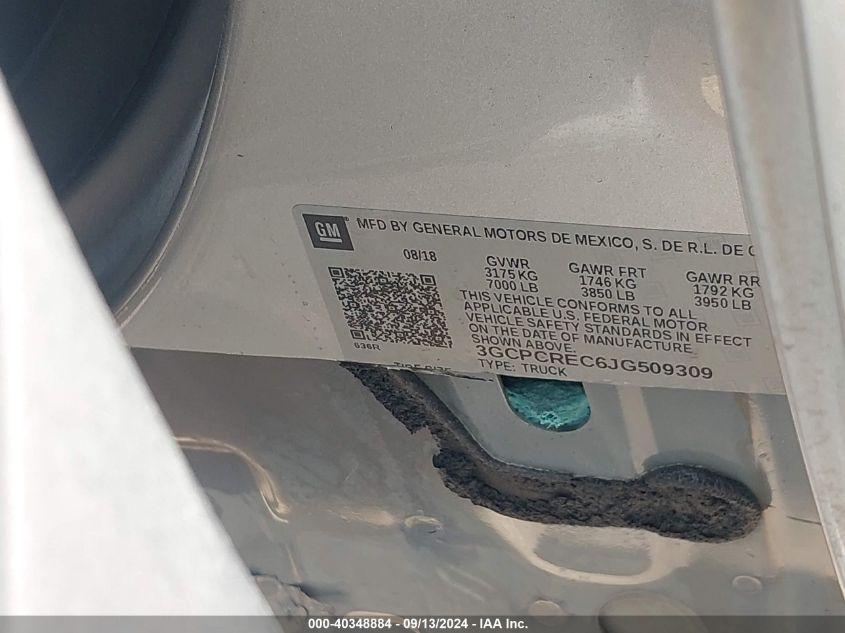 GM® MFD BY GENERAL MOTORS DE MEXICO, S. DE R.L. DE
08/18 GVWR GAWR FRT GAWR RR
3175 KG 1746 KG 1792 KG
7000 LB 3850 LB 3950 LB
THIS VEHICLE CONFORMS TO ALL
APPLICABLE U.S. FEDERAL MOTOR
VEHICLE SAFETY STANDARDS IN EFFECT
ON THE DATE OF MANUFACTURE
SHOWN ABOVE.
636R 3GCPCREC6JG509309
TYPE: TRUCK
000-40348884 - 09/13/2024 - IAA Inc.